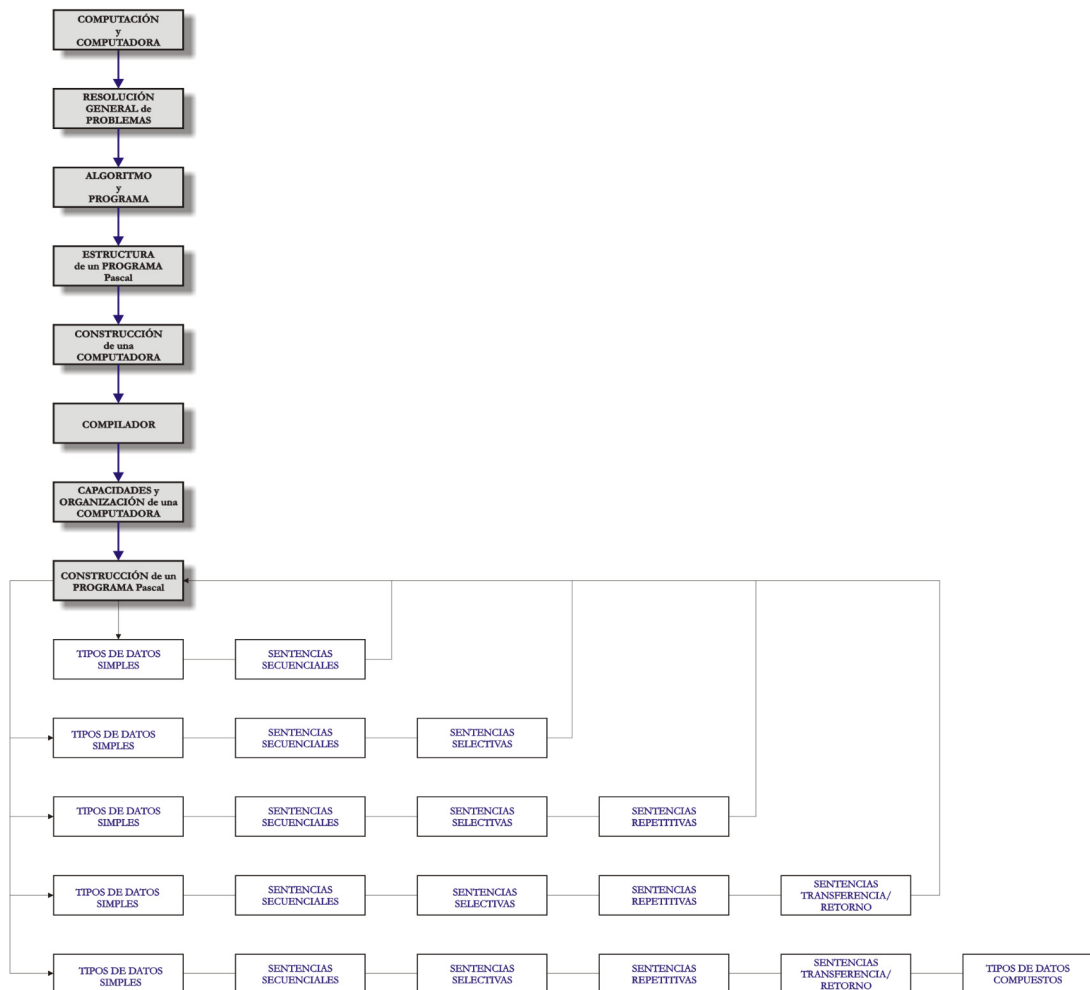 COMPUTACIÓN
y
COMPUTADORA
RESOLUCIÓN
GENERAL de
PROBLEMAS
ALGORITMO
y
PROGRAMA
ESTRUCTURA
de un PROGRAMA
Pascal
CONSTRUCCIÓN
de una
COMPUTADORA
COMPILADOR
CAPACIDADES y
ORGANIZACIÓN de una
COMPUTADORA
CONSTRUCCIÓN de un
PROGRAMA Pascal
TIPOS DE DATOS
SIMPLES
SENTENCIAS
SECUENCIALES
TIPOS DE DATOS
SIMPLES
SENTENCIAS
SECUENCIALES
SENTENCIAS
SELECTIVAS
TIPOS DE DATOS
SIMPLES
SENTENCIAS
SECUENCIALES
SENTENCIAS
SELECTIVAS
SENTENCIAS
REPETITIVAS
TIPOS DE DATOS
SIMPLES
SENTENCIAS
SECUENCIALES
SENTENCIAS
SELECTIVAS
SENTENCIAS
REPETITIVAS
SENTENCIAS
TRANSFERENCIA/
RETORNO
TIPOS DE DATOS
SIMPLES
SENTENCIAS
SECUENCIALES
SENTENCIAS
SELECTIVAS
SENTENCIAS
REPETITIVAS
SENTENCIAS
TRANSFERENCIA/
RETORNO
TIPOS DE DATOS
COMPUESTOS